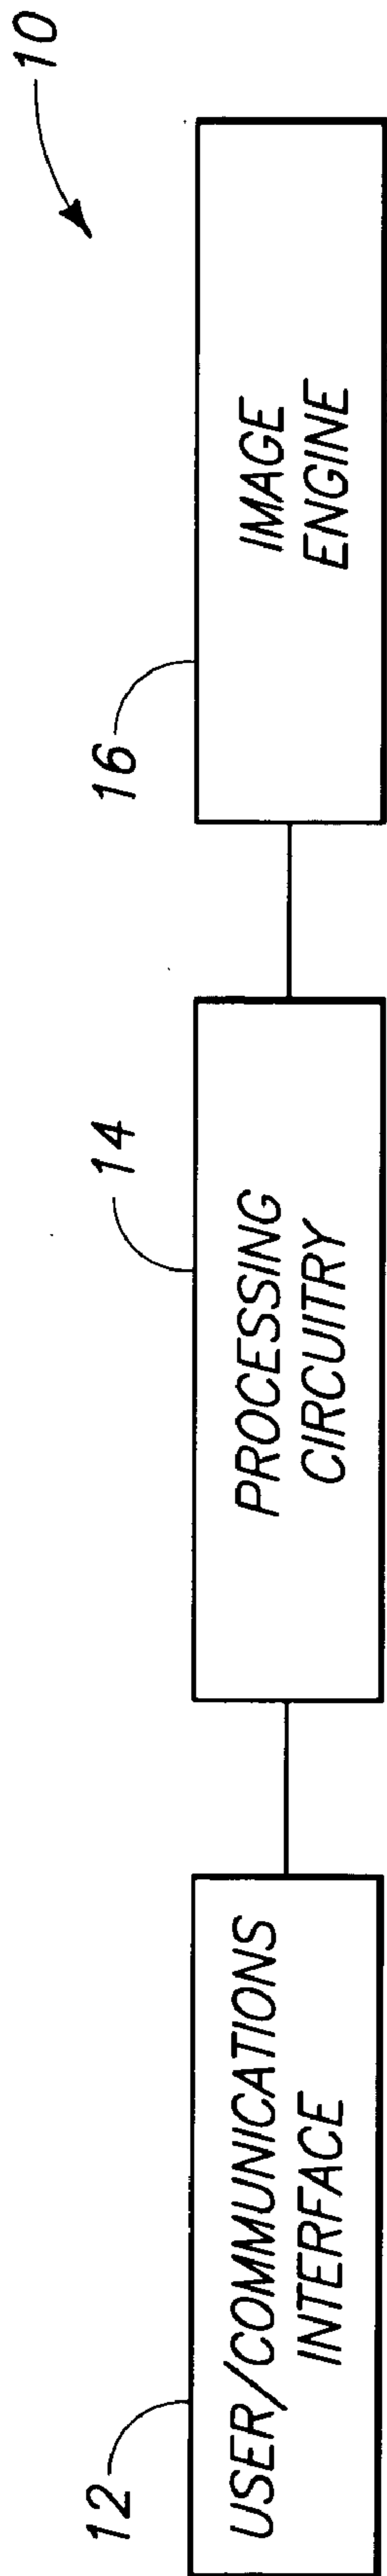 10
12
USER/COMMUNICATIONS
INTERFACE
14
PROCESSING
CIRCUITRY
16
IMAGE
ENGINE